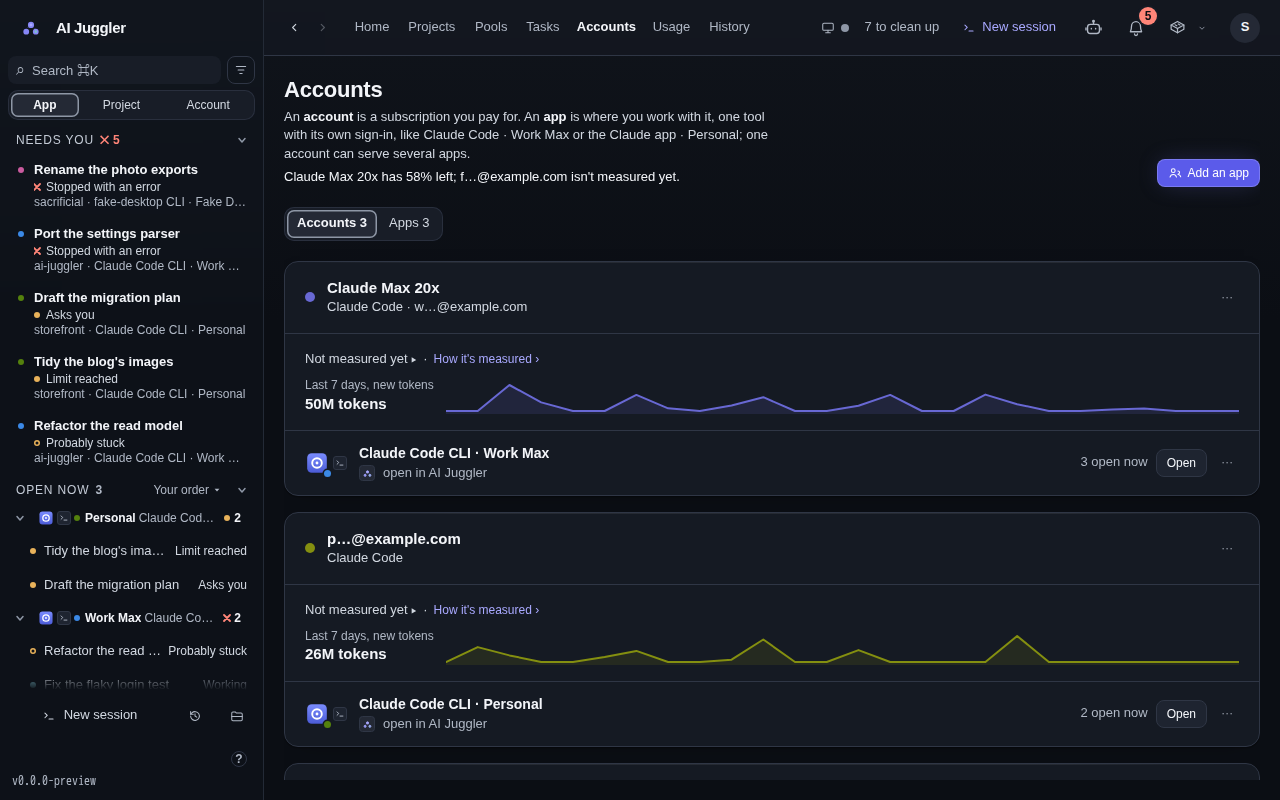 AI Juggler
Search ⌘K
App Project Account
NEEDS YOU 5
Rename the photo exports
Stopped with an error
sacrificial · fake-desktop CLI · Fake D…
Port the settings parser
Stopped with an error
ai-juggler · Claude Code CLI · Work …
Draft the migration plan
Asks you
storefront · Claude Code CLI · Personal
Tidy the blog's images
Limit reached
storefront · Claude Code CLI · Personal
Refactor the read model
Probably stuck
ai-juggler · Claude Code CLI · Work …
OPEN NOW 3 Your order
Personal Claude Cod… 2
Tidy the blog's ima… Limit reached
Draft the migration plan Asks you
Work Max Claude Co… 2
Refactor the read … Probably stuck
Fix the flaky login test Working
New session
?
v0.0.0-preview
Home Projects Pools Tasks Accounts Usage History
7 to clean up
New session
5
S
Accounts
An account is a subscription you pay for. An app is where you work with it, one tool
with its own sign-in, like Claude Code · Work Max or the Claude app · Personal; one
account can serve several apps.
Claude Max 20x has 58% left; f…@example.com isn't measured yet.
Add an app
Accounts 3 Apps 3
Claude Max 20x
Claude Code · w…@example.com
Not measured yet ▸ · How it's measured ›
Last 7 days, new tokens
50M tokens
Claude Code CLI · Work Max
open in AI Juggler
3 open now Open
p…@example.com
Claude Code
Not measured yet ▸ · How it's measured ›
Last 7 days, new tokens
26M tokens
Claude Code CLI · Personal
open in AI Juggler
2 open now Open